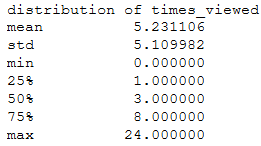 distribution of times_viewed
mean 5.231106
std 5.109982
min 0.000000
25% 1.000000
50% 3.000000
75% 8.000000
max 24.000000